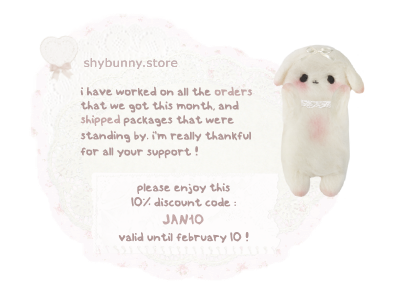 shybunny.store
i have worked on all the orders
that we got this month, and
shipped packages that were
standing by. i'm really thankful
for all your support !
please enjoy this
10% discount code :
JAN10
valid until february 10 !